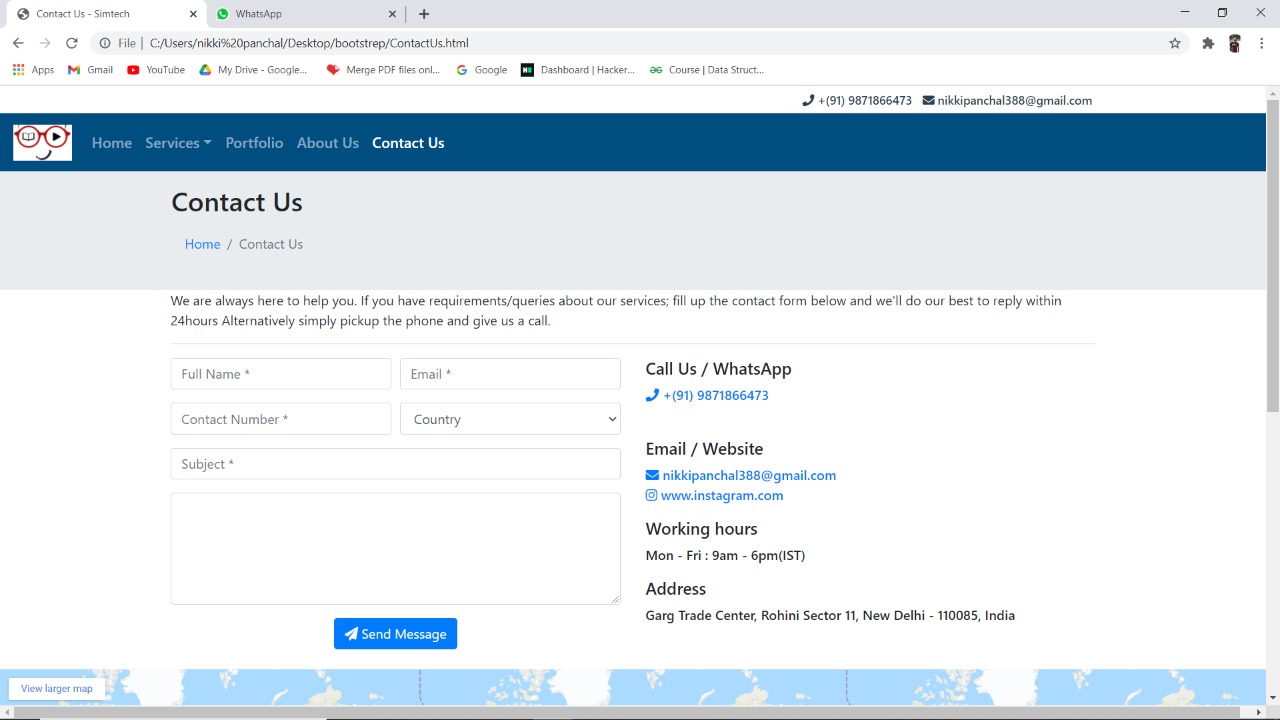 Contact Us - Simtech
WhatsApp
File
C:/Users/nikki%20panchal/Desktop/bootstrep/ContactUs.html
Apps
Gmail
YouTube
My Drive - Google...
Merge PDF files onl...
Google
Dashboard | Hacker...
Course | Data Struct...
+(91) 9871866473 nikkipanchal388@gmail.com
Home Services Portfolio About Us Contact Us
Contact Us
Home / Contact Us
We are always here to help you. If you have requirements/queries about our services; fill up the contact form below and we'll do our best to reply within
24hours Alternatively simply pickup the phone and give us a call.
Full Name *
Email *
Contact Number *
Country
Subject *
Send Message
Call Us / WhatsApp
+(91) 9871866473
Email / Website
nikkipanchal388@gmail.com
www.instagram.com
Working hours
Mon - Fri : 9am - 6pm(IST)
Address
Garg Trade Center, Rohini Sector 11, New Delhi - 110085, India
View larger map